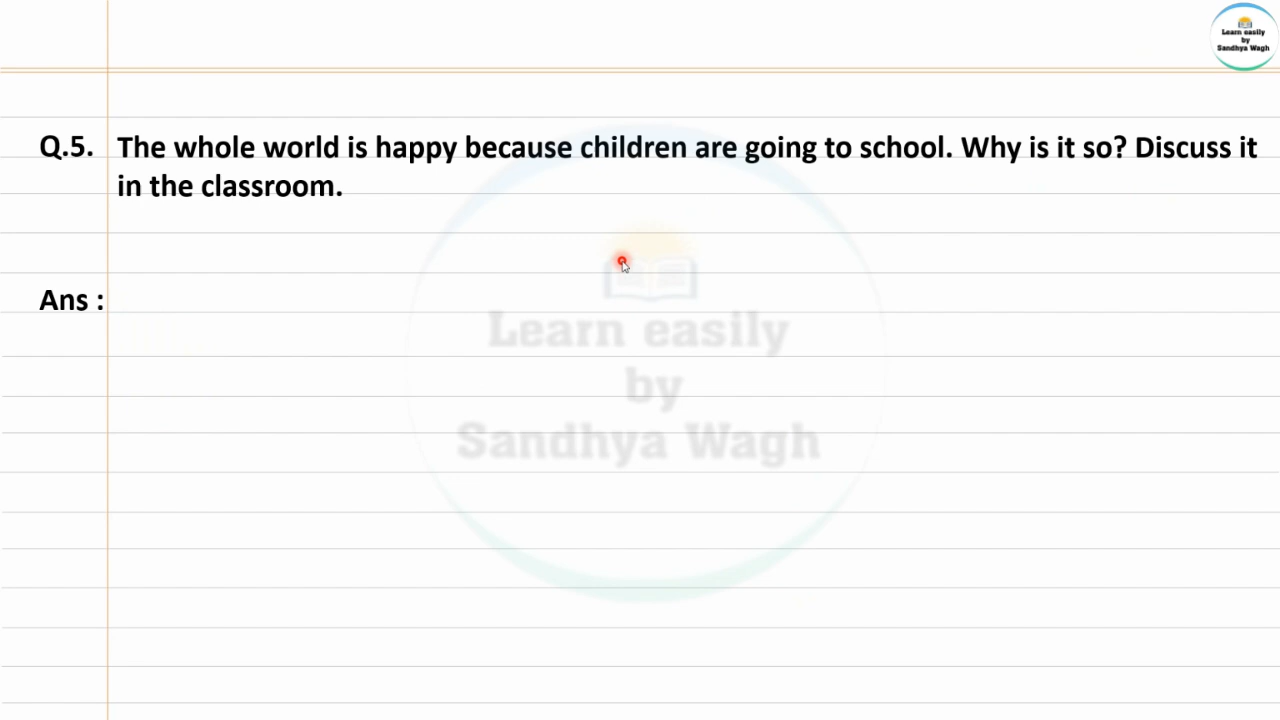 Learn easily
by
Sandhya Wagh
Q.5. The whole world is happy because children are going to school. Why is it so? Discuss it
in the classroom.
Ans :
Learn easily
by
Sandhya Wagh